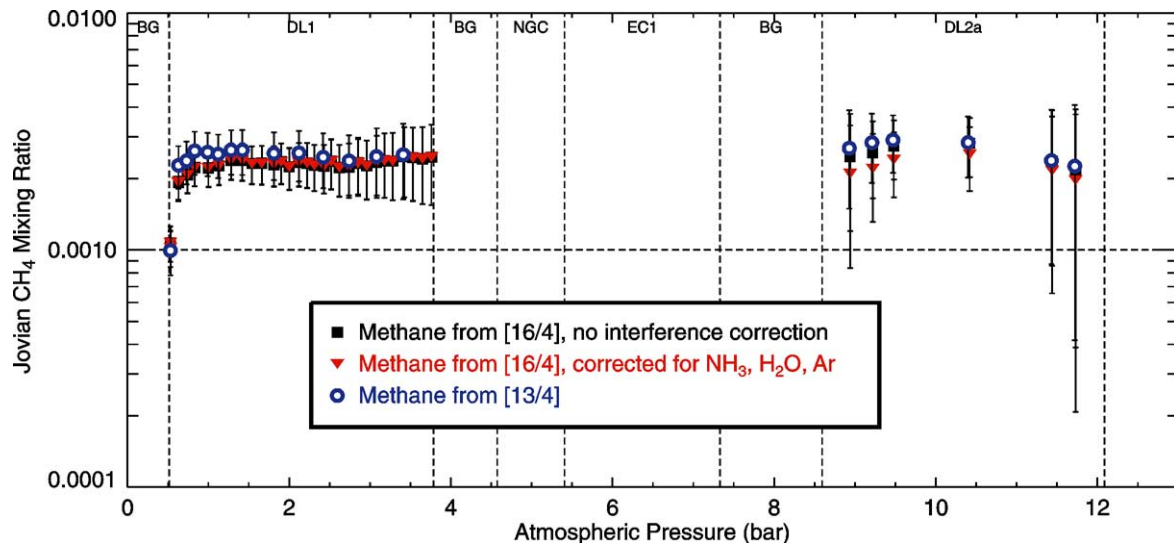 0.0100
BG DL1 BG NGC EC1 BG DL2a
Jovian CH₄ Mixing Ratio
0.0010
Methane from [16/4], no interference correction
Methane from [16/4], corrected for NH₃, H₂O, Ar
Methane from [13/4]
0.0001
0 2 4 6 8 10 12
Atmospheric Pressure (bar)